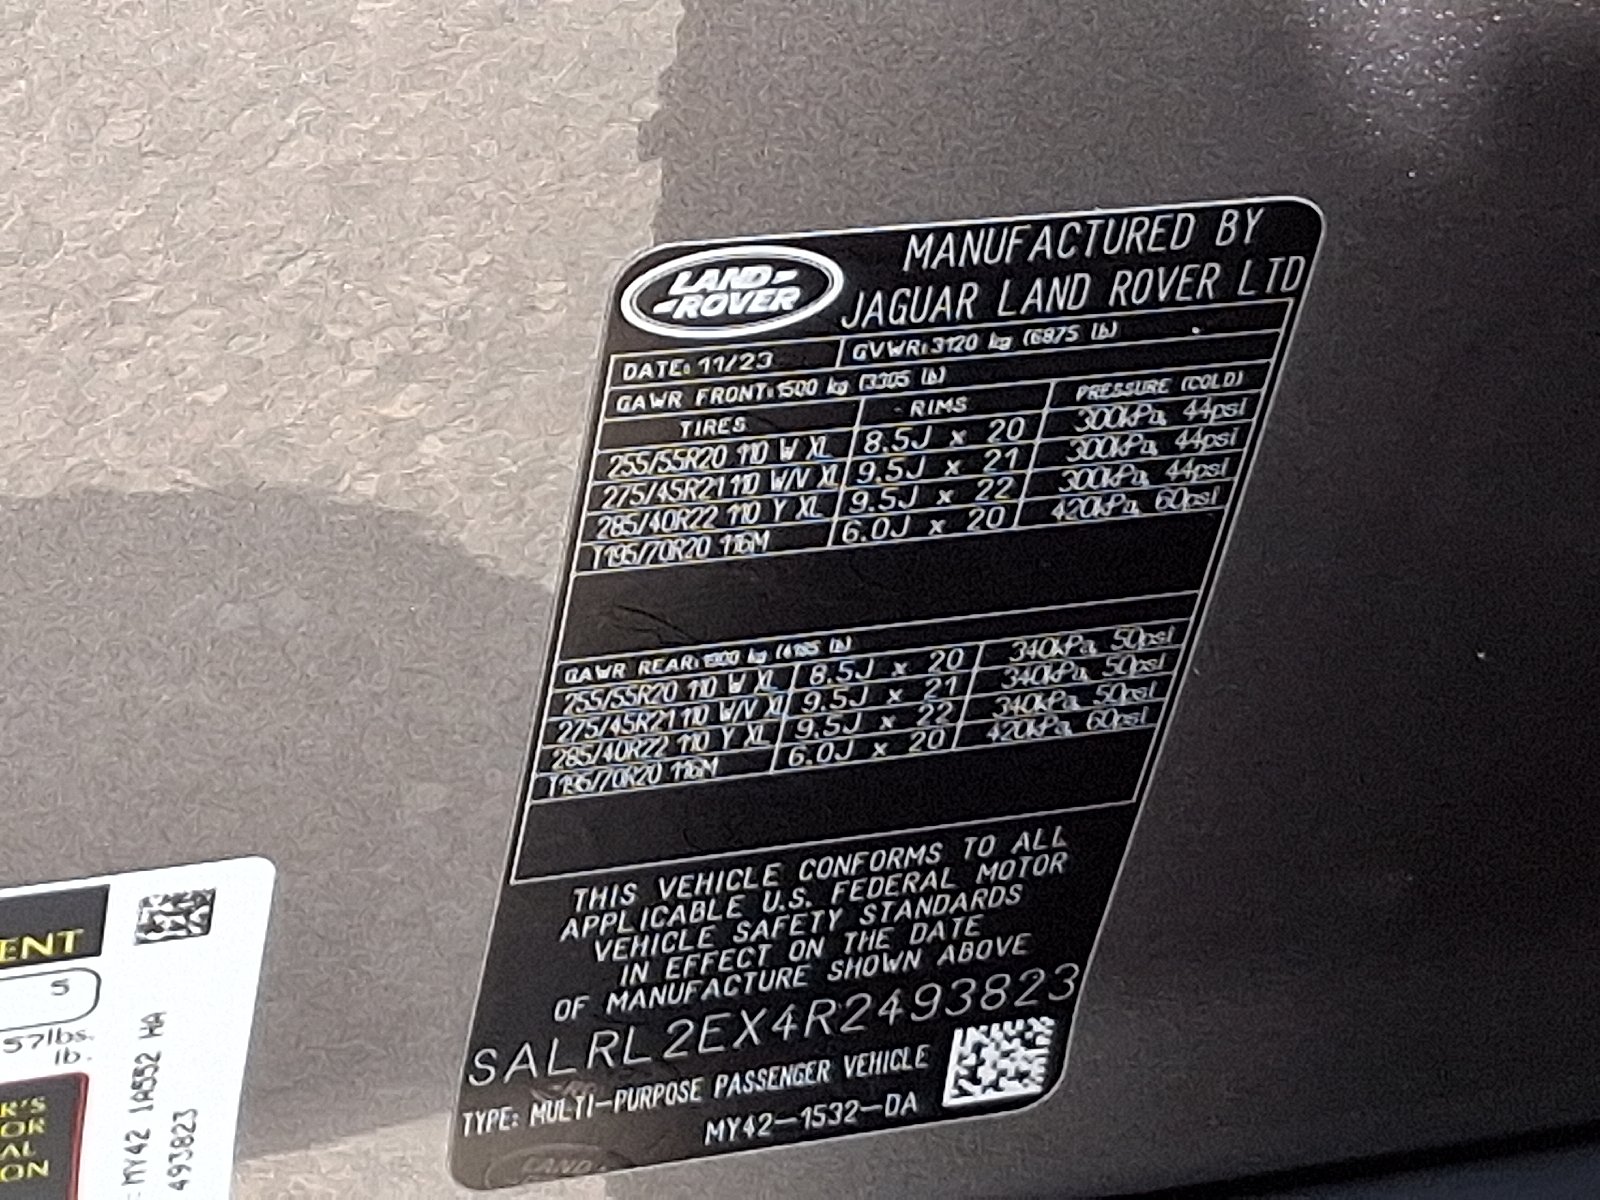 LAND-
-ROVER
MANUFACTURED BY
JAGUAR LAND ROVER LTD
DATE: 11/23 GVWR: 3120 kg (6875 lb)
GAWR FRONT: 1500 kg (3305 lb)
TIRES RIMS PRESSURE (COLD)
255/55R20 110 W XL 8.5J x 20 300kPa, 44psi
275/45R21 110 W/V XL 9.5J x 21 300kPa, 44psi
285/40R22 110 Y XL 9.5J x 22 300kPa, 44psi
T195/70R20 116M 6.0J x 20 420kPa, 60psi
GAWR REAR: 1900 kg (4185 lb)
255/55R20 110 W XL 8.5J x 20 340kPa, 50psi
275/45R21 110 W/V XL 9.5J x 21 340kPa, 50psi
285/40R22 110 Y XL 9.5J x 22 340kPa, 50psi
T195/70R20 116M 6.0J x 20 420kPa, 60psi
THIS VEHICLE CONFORMS TO ALL
APPLICABLE U.S. FEDERAL MOTOR
VEHICLE SAFETY STANDARDS
IN EFFECT ON THE DATE
OF MANUFACTURE SHOWN ABOVE
SALRL2EX4R2493823
TYPE: MULTI-PURPOSE PASSENGER VEHICLE
MY42-1532-DA
LAND
ENT
5
57lbs.
lb.
R'S
OR
AL
ON
MY42 1A552 HA
493823